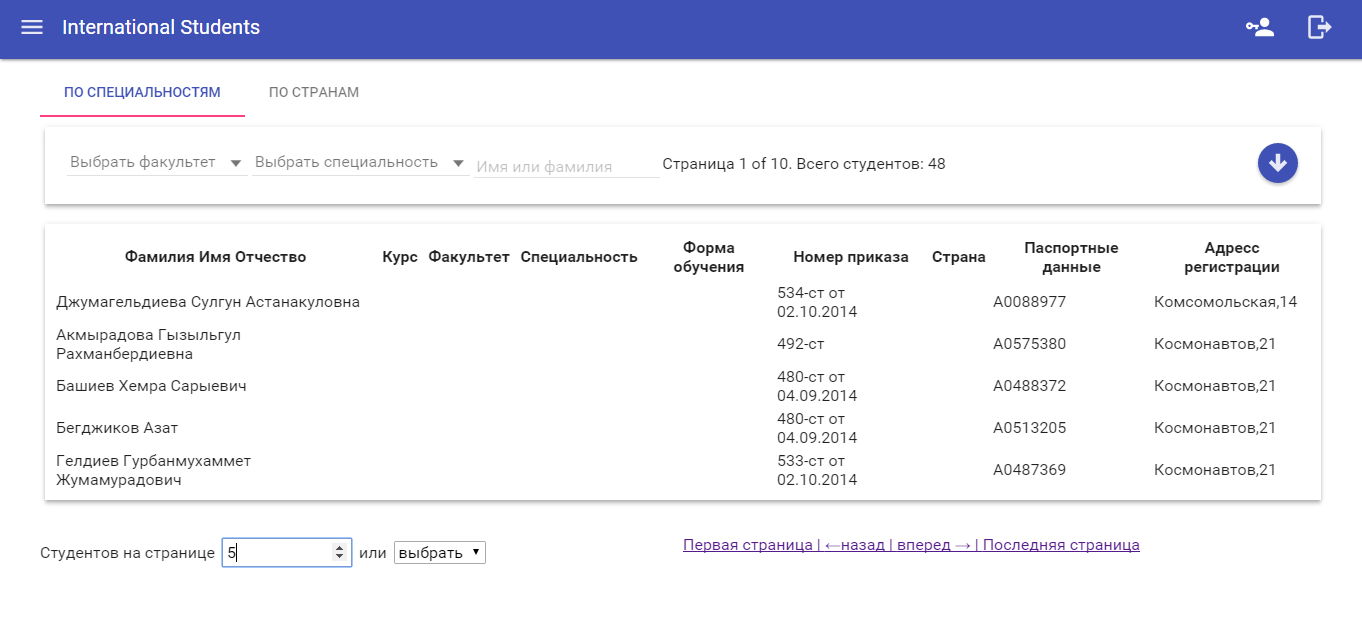 International Students
ПО СПЕЦИАЛЬНОСТЯМ ПО СТРАНАМ
Выбрать факультет Выбрать специальность Имя или фамилия Страница 1 of 10. Всего студентов: 48
Фамилия Имя Отчество Курс Факультет Специальность Форма обучения Номер приказа Страна Паспортные данные Адресс регистрации
Джумагельдиева Сулгун Астанакуловна 534-ст от 02.10.2014 А0088977 Комсомольская,14
Акмырадова Гызыльгул Рахманбердиевна 492-ст А0575380 Космонавтов,21
Башиев Хемра Сарыевич 480-ст от 04.09.2014 А0488372 Космонавтов,21
Бегджиков Азат 480-ст от 04.09.2014 А0513205 Космонавтов,21
Гелдиев Гурбанмухаммет Жумамурадович 533-ст от 02.10.2014 А0487369 Космонавтов,21
Студентов на странице 5 или выбрать Первая страница | ←назад | вперед → | Последняя страница